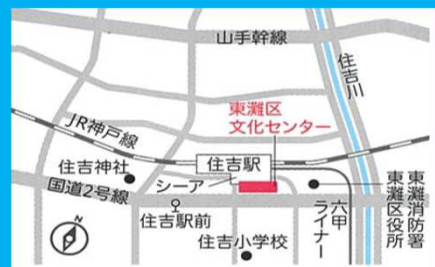 山手幹線
住吉川
東灘区
文化センター
JR神戸線
住吉駅
住吉神社
シーア
国道2号線
住吉駅前
六甲
ライナー
東灘消防署
東灘区役所
住吉小学校
N